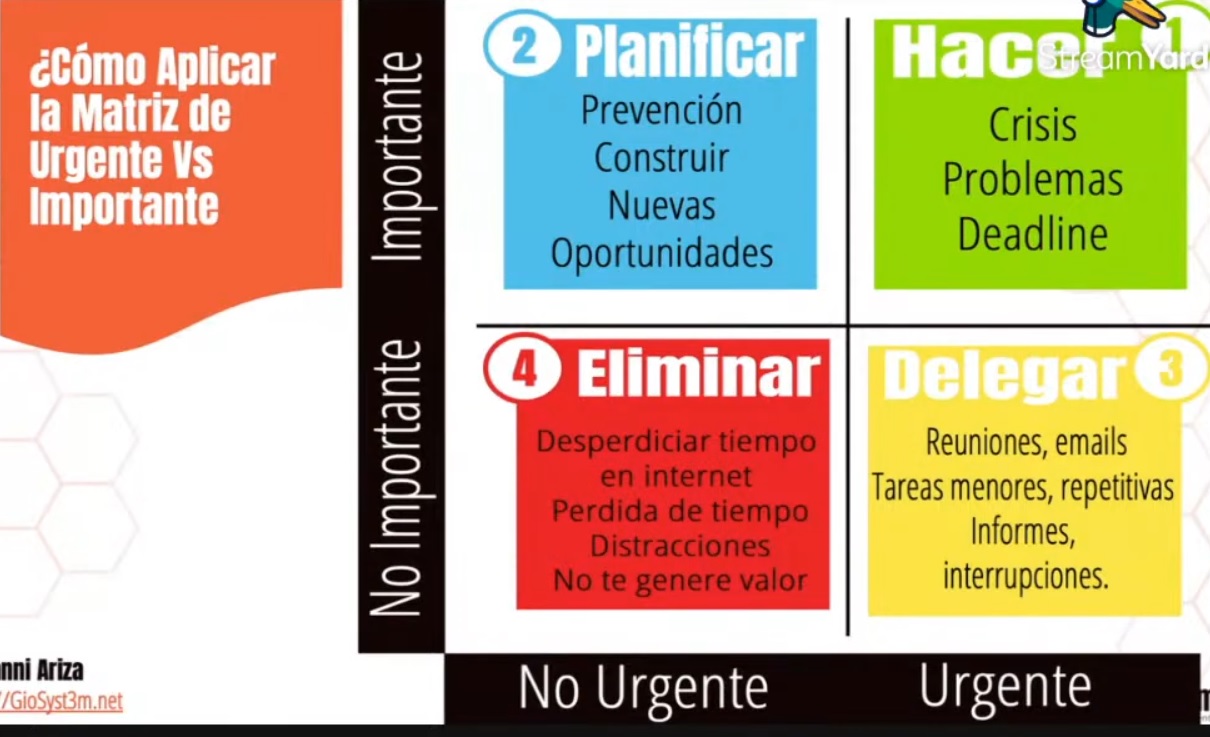 ¿Cómo Aplicar
la Matriz de
Urgente Vs
Importante
Importante
No Importante
2 Planificar
Prevención
Construir
Nuevas
Oportunidades
Hacer 1
StreamYard
Crisis
Problemas
Deadline
4 Eliminar
Desperdiciar tiempo
en internet
Perdida de tiempo
Distracciones
No te genere valor
Delegar 3
Reuniones, emails
Tareas menores, repetitivas
Informes,
interrupciones.
No Urgente
Urgente
nni Ariza
//GioSyst3m.net